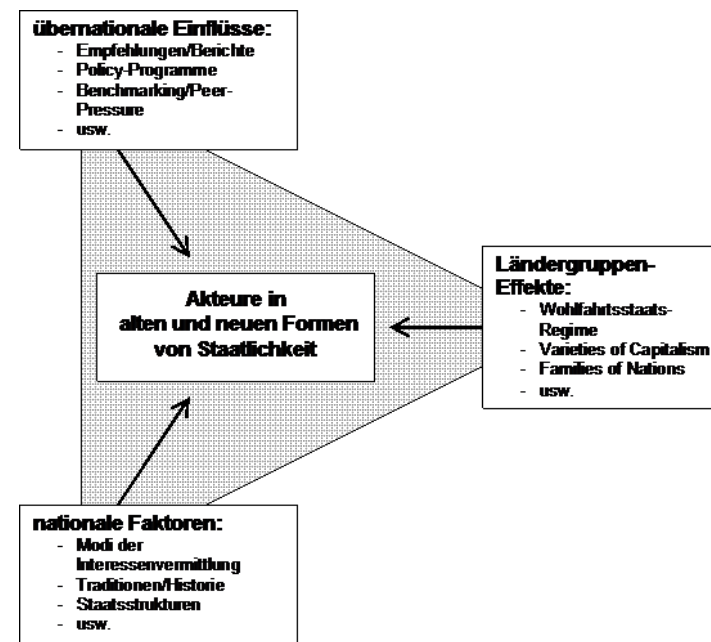 übernationale Einflüsse:
- Empfehlungen/Berichte
- Policy-Programme
- Benchmarking/Peer-
Pressure
- usw.
Ländergruppen-
Effekte:
- Wohlfahrtsstaats-
Regime
- Varieties of Capitalism
- Families of Nations
- usw.
Akteure in
alten und neuen Formen
von Staatlichkeit
nationale Faktoren:
- Modi der
Interessenvermittlung
- Traditionen/Historie
- Staatsstrukturen
- usw.